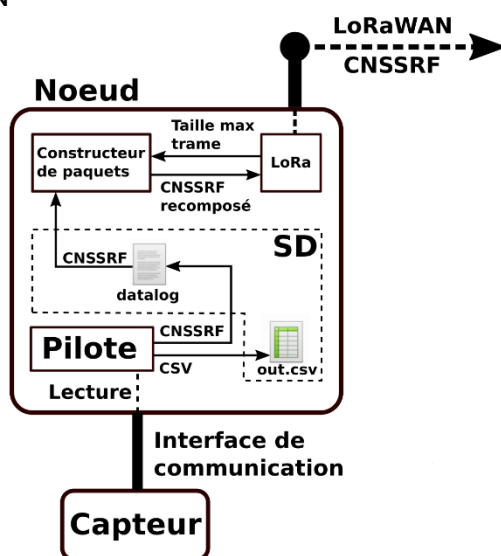 LoRaWAN
CNSSRF
Noeud
Taille max
trame
Constructeur
de paquets
LoRa
CNSSRF
recomposé
SD
CNSSRF
datalog
CNSSRF
Pilote
CSV
out.csv
Lecture
Interface de
communication
Capteur